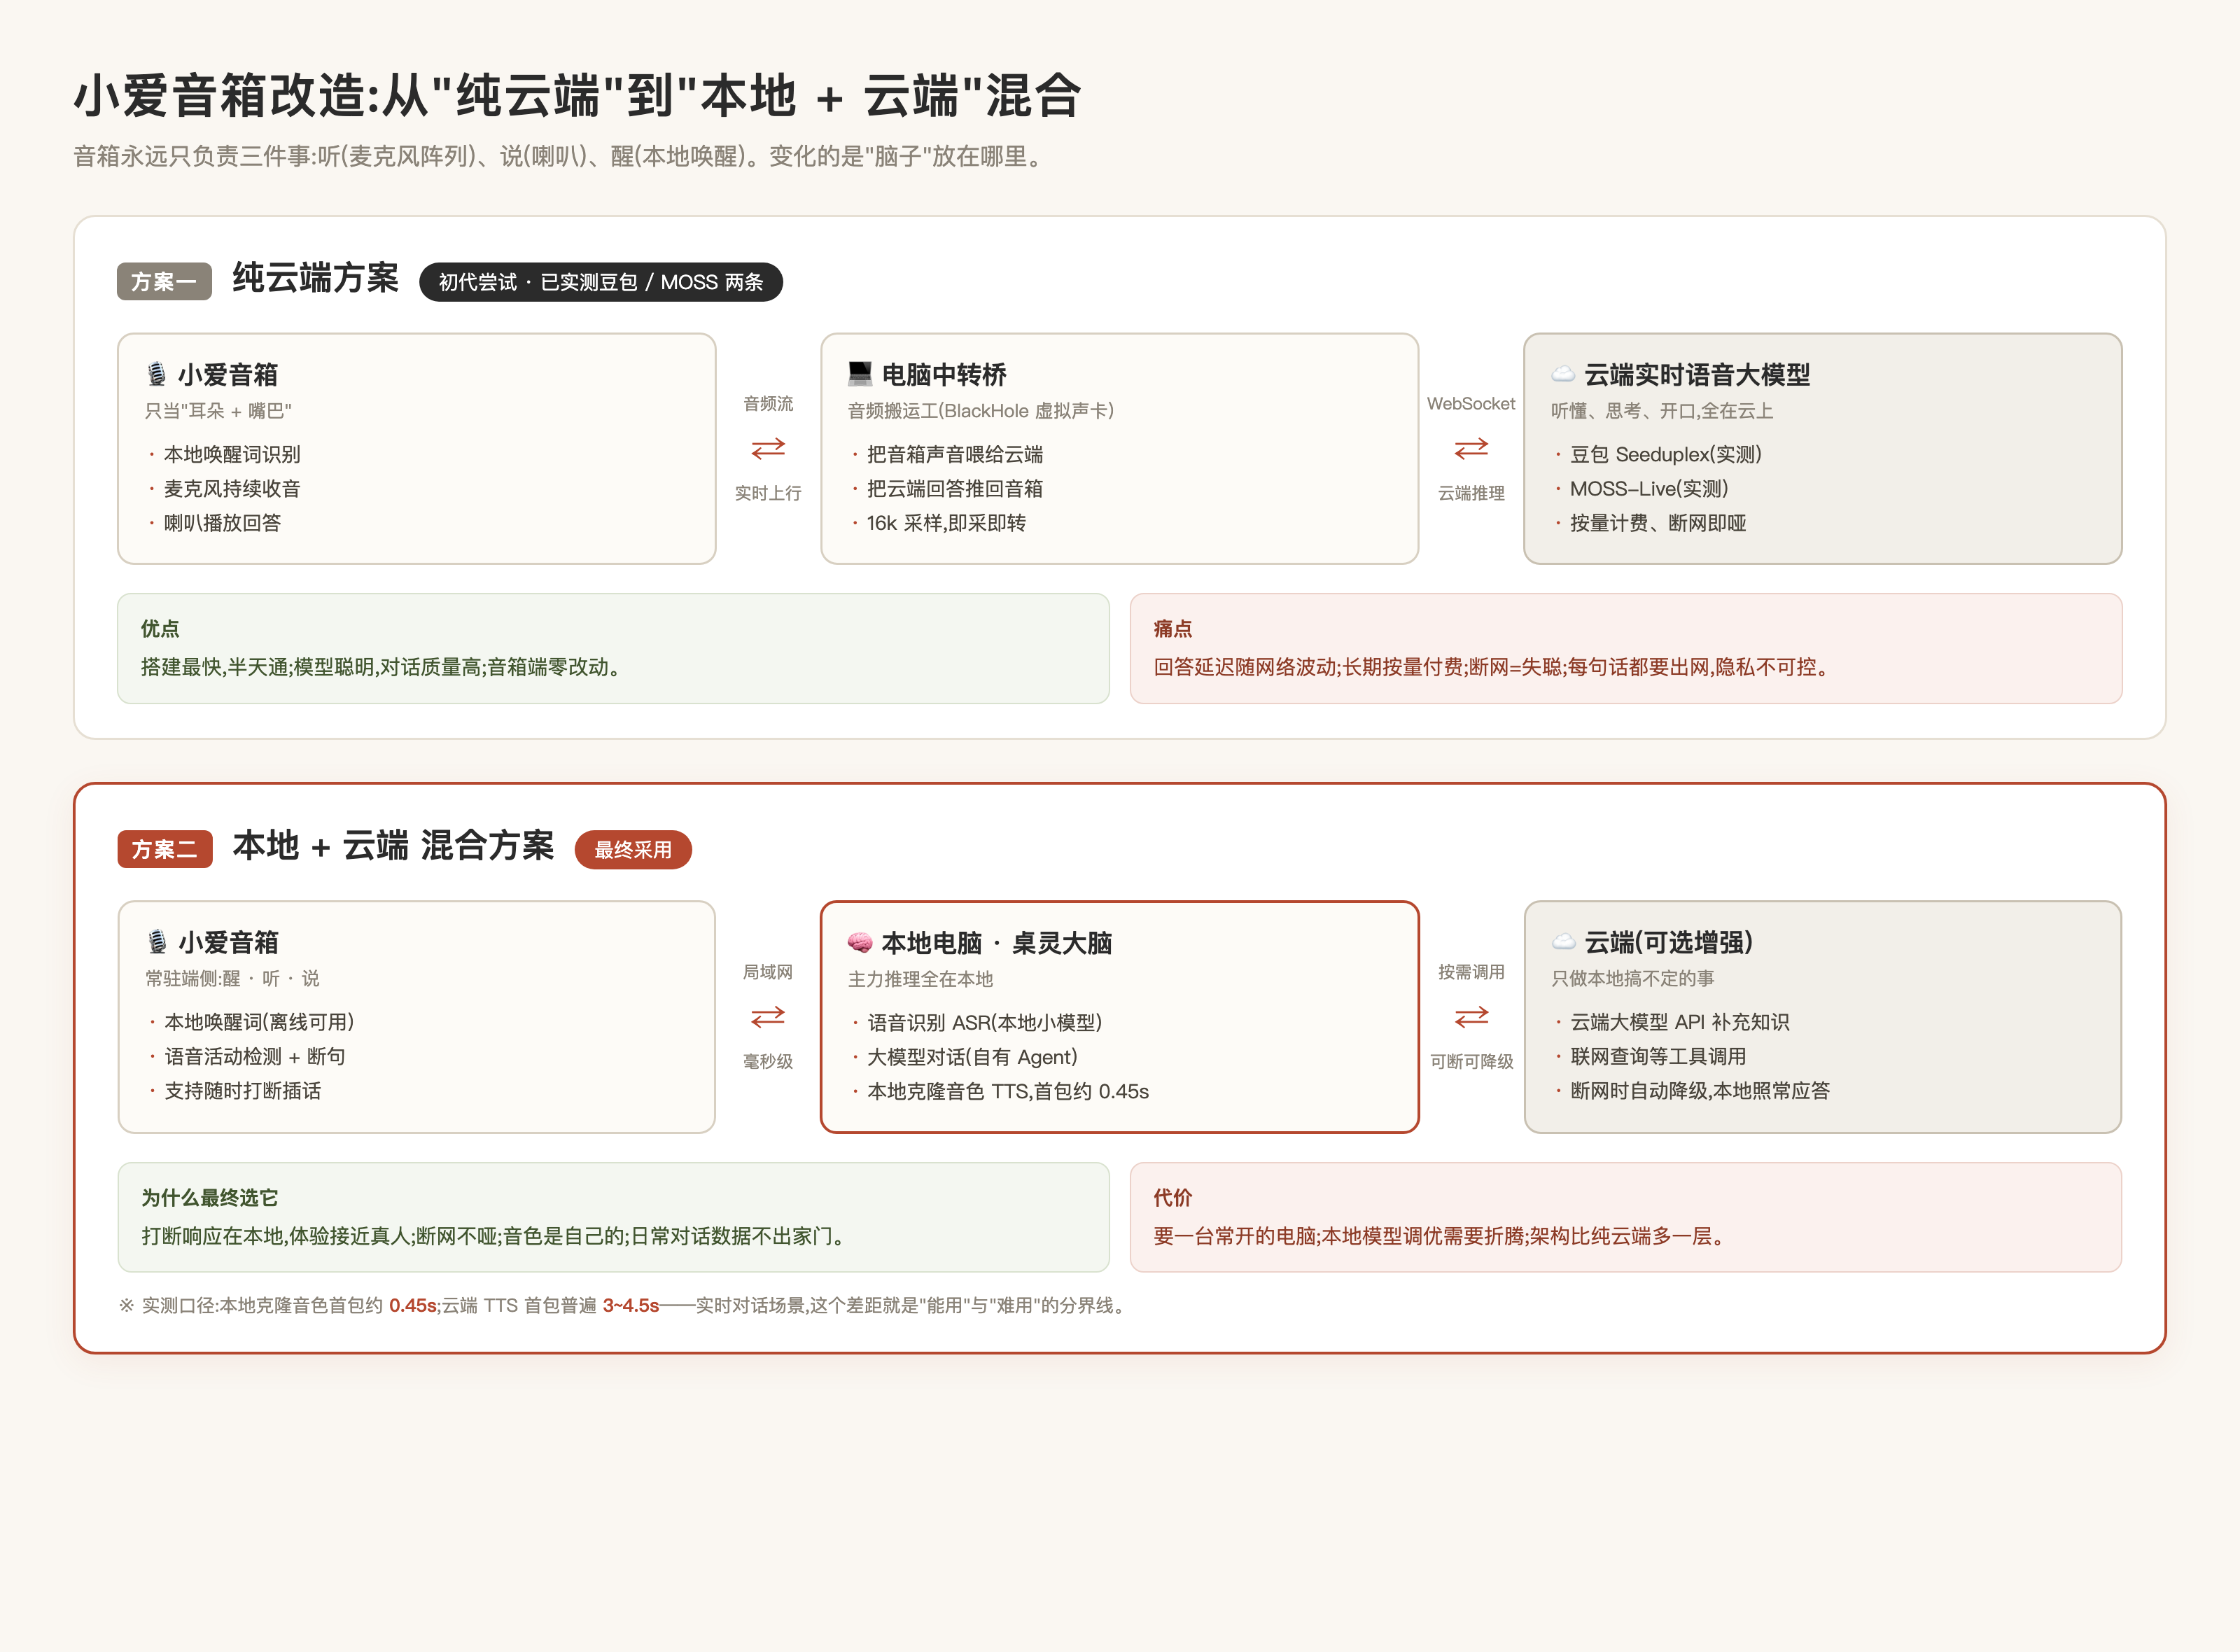 小爱音箱改造:从"纯云端"到"本地 + 云端"混合
音箱永远只负责三件事:听(麦克风阵列)、说(喇叭)、醒(本地唤醒)。变化的是"脑子"放在哪里。
方案一 纯云端方案 初代尝试 · 已实测豆包 / MOSS 两条
小爱音箱
只当"耳朵 + 嘴巴"
· 本地唤醒词识别
· 麦克风持续收音
· 喇叭播放回答
音频流
⇄
实时上行
电脑中转桥
音频搬运工(BlackHole 虚拟声卡)
· 把音箱声音喂给云端
· 把云端回答推回音箱
· 16k 采样,即采即转
WebSocket
⇄
云端推理
云端实时语音大模型
听懂、思考、开口,全在云上
· 豆包 Seeduplex(实测)
· MOSS-Live(实测)
· 按量计费、断网即哑
优点
搭建最快,半天通;模型聪明,对话质量高;音箱端零改动。
痛点
回答延迟随网络波动;长期按量付费;断网=失聪;每句话都要出网,隐私不可控。
方案二 本地 + 云端 混合方案 最终采用
小爱音箱
常驻端侧:醒 · 听 · 说
· 本地唤醒词(离线可用)
· 语音活动检测 + 断句
· 支持随时打断插话
局域网
⇄
毫秒级
本地电脑 · 桌灵大脑
主力推理全在本地
· 语音识别 ASR(本地小模型)
· 大模型对话(自有 Agent)
· 本地克隆音色 TTS,首包约 0.45s
按需调用
⇄
可断可降级
云端(可选增强)
只做本地搞不定的事
· 云端大模型 API 补充知识
· 联网查询等工具调用
· 断网时自动降级,本地照常应答
为什么最终选它
打断响应在本地,体验接近真人;断网不哑;音色是自己的;日常对话数据不出家门。
代价
要一台常开的电脑;本地模型调优需要折腾;架构比纯云端多一层。
※ 实测口径:本地克隆音色首包约 0.45s;云端 TTS 首包普遍 3~4.5s——实时对话场景,这个差距就是"能用"与"难用"的分界线。